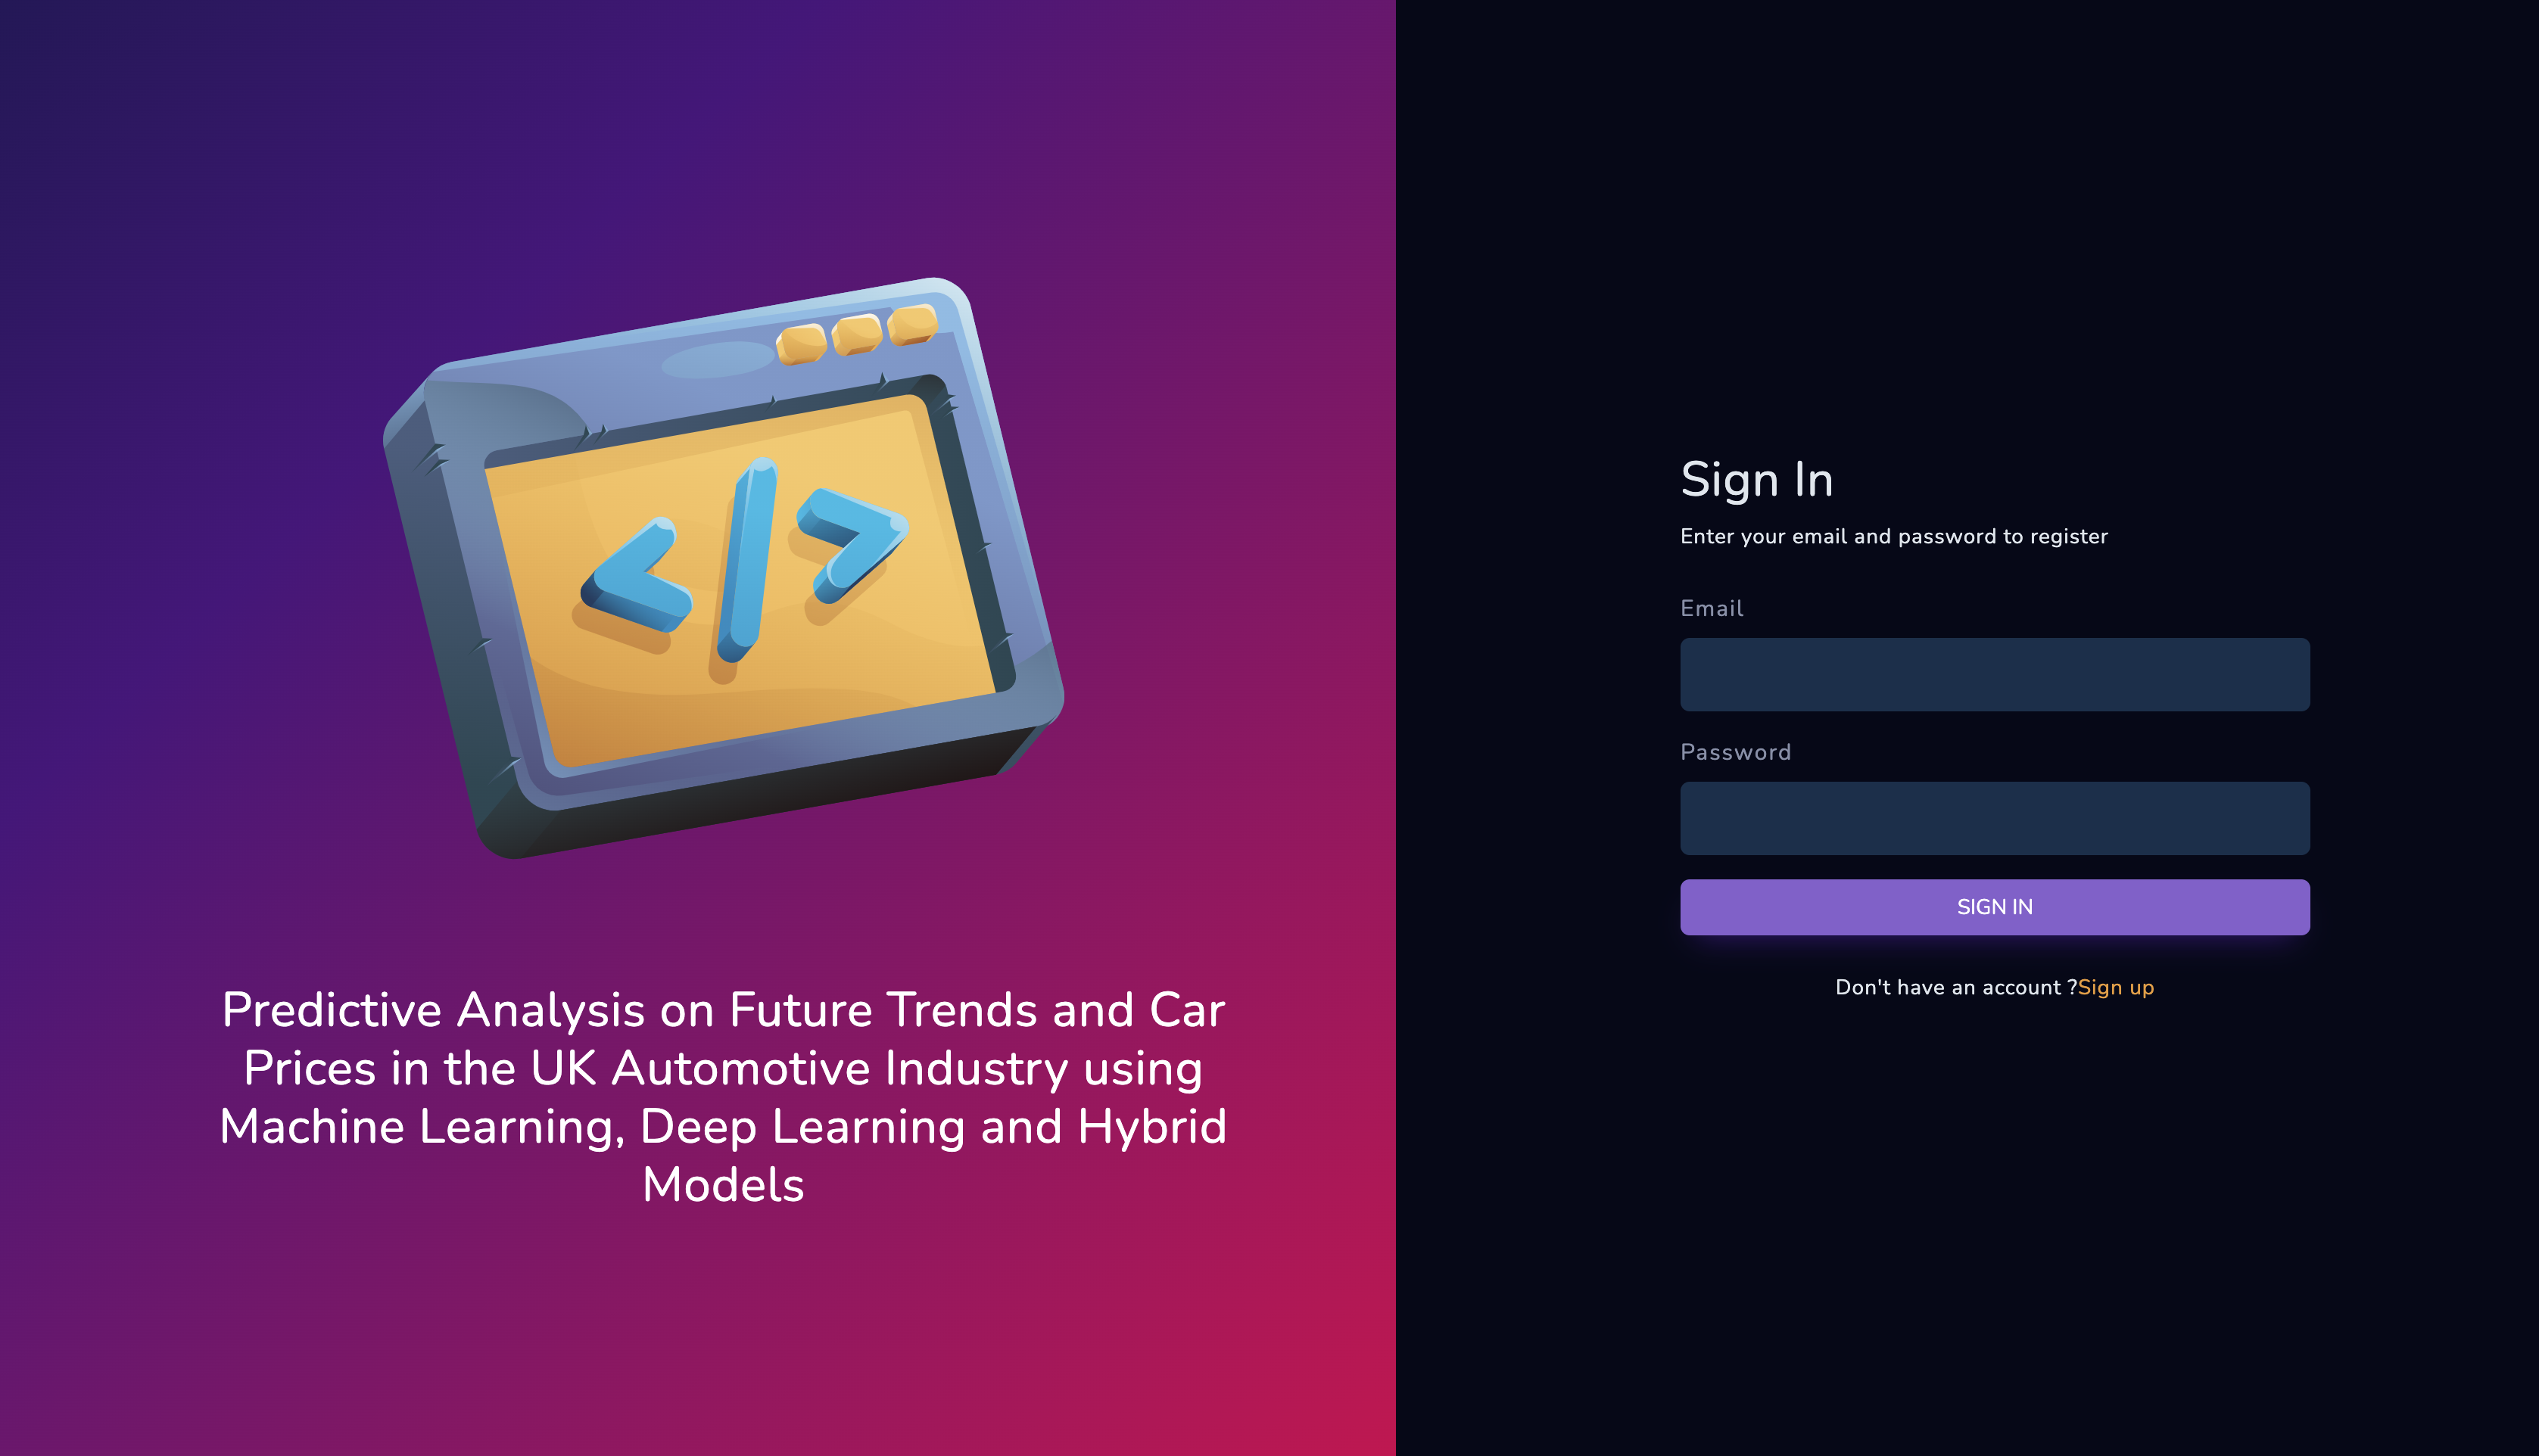 </>
Predictive Analysis on Future Trends and Car
Prices in the UK Automotive Industry using
Machine Learning, Deep Learning and Hybrid
Models
Sign In
Enter your email and password to register
Email
Password
SIGN IN
Don't have an account ?Sign up